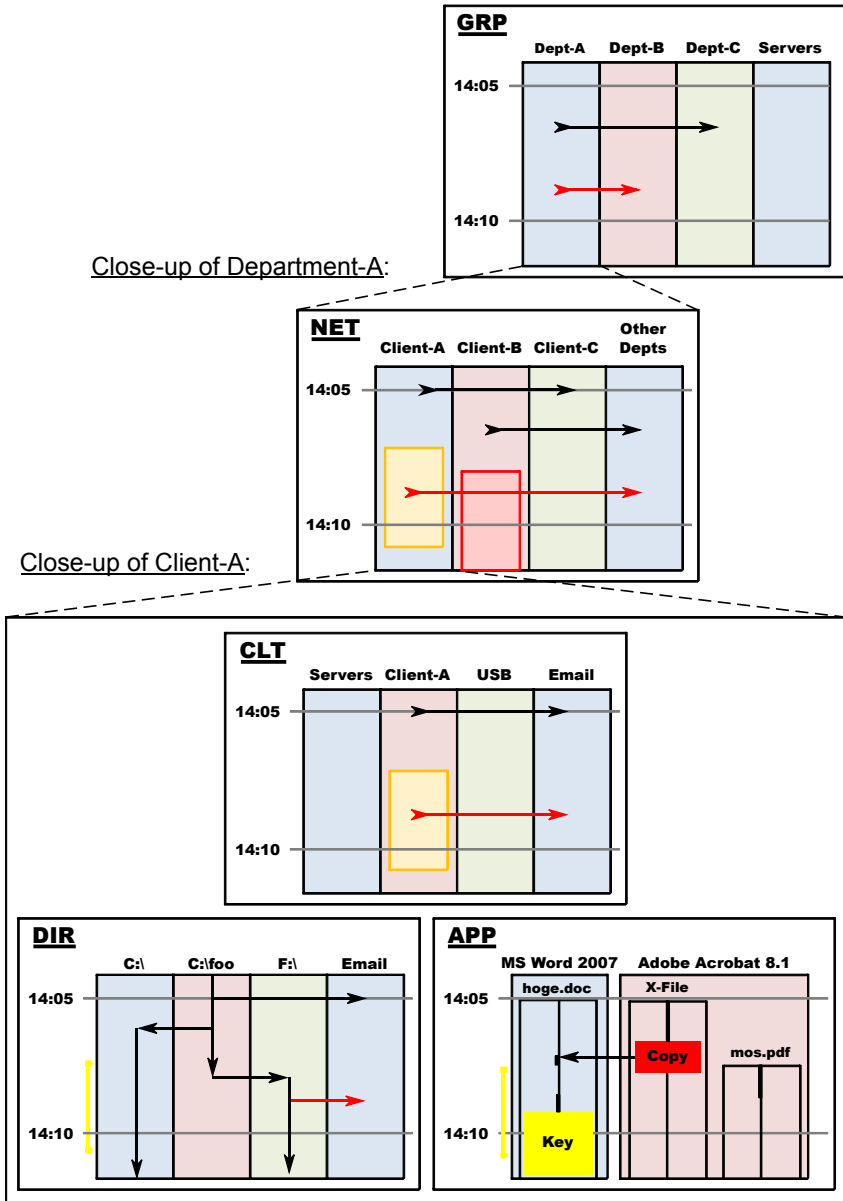 GRP
Dept-A Dept-B Dept-C Servers
14:05
14:10
Close-up of Department-A:
NET
Client-A Client-B Client-C Other Depts
14:05
14:10
Close-up of Client-A:
CLT
Servers Client-A USB Email
14:05
14:10
DIR
C:\ C:\foo F:\ Email
14:05
14:10
APP
MS Word 2007 Adobe Acrobat 8.1
hoge.doc X-File
14:05
Copy mos.pdf
14:10
Key